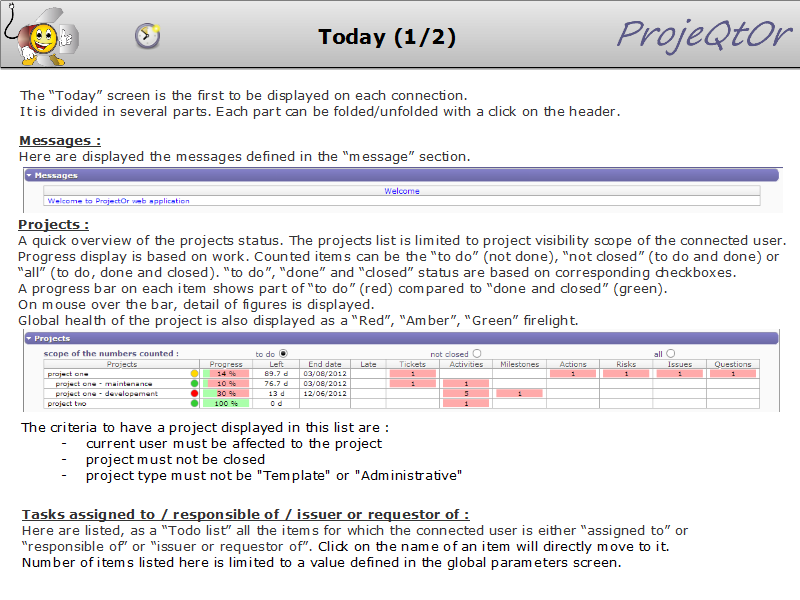 Today (1/2)
ProjeQtOr
The “Today” screen is the first to be displayed on each connection.
It is divided in several parts. Each part can be folded/unfolded with a click on the header.
Messages :
Here are displayed the messages defined in the “message” section.
Messages
Welcome
Welcome to ProjectOr web application
Projects :
A quick overview of the projects status. The projects list is limited to project visibility scope of the connected user.
Progress display is based on work. Counted items can be the “to do” (not done), “not closed” (to do and done) or
“all” (to do, done and closed). “to do”, “done” and “closed” status are based on corresponding checkboxes.
A progress bar on each item shows part of “to do” (red) compared to “done and closed” (green).
On mouse over the bar, detail of figures is displayed.
Global health of the project is also displayed as a “Red”, “Amber”, “Green” firelight.
Projects
scope of the numbers counted : to do not closed all
Projects Progress Left End date Late Tickets Activities Milestones Actions Risks Issues Questions
project one 14 % 89.7 d 03/08/2012 1 1 1 1 1
project one - maintenance 10 % 76.7 d 03/08/2012 1 1
project one - developement 30 % 13 d 12/06/2012 5 1
project two 100 % 0 d 1
The criteria to have a project displayed in this list are :
- current user must be affected to the project
- project must not be closed
- project type must not be "Template" or "Administrative"
Tasks assigned to / responsible of / issuer or requestor of :
Here are listed, as a “Todo list” all the items for which the connected user is either “assigned to” or
“responsible of” or “issuer or requestor of”. Click on the name of an item will directly move to it.
Number of items listed here is limited to a value defined in the global parameters screen.